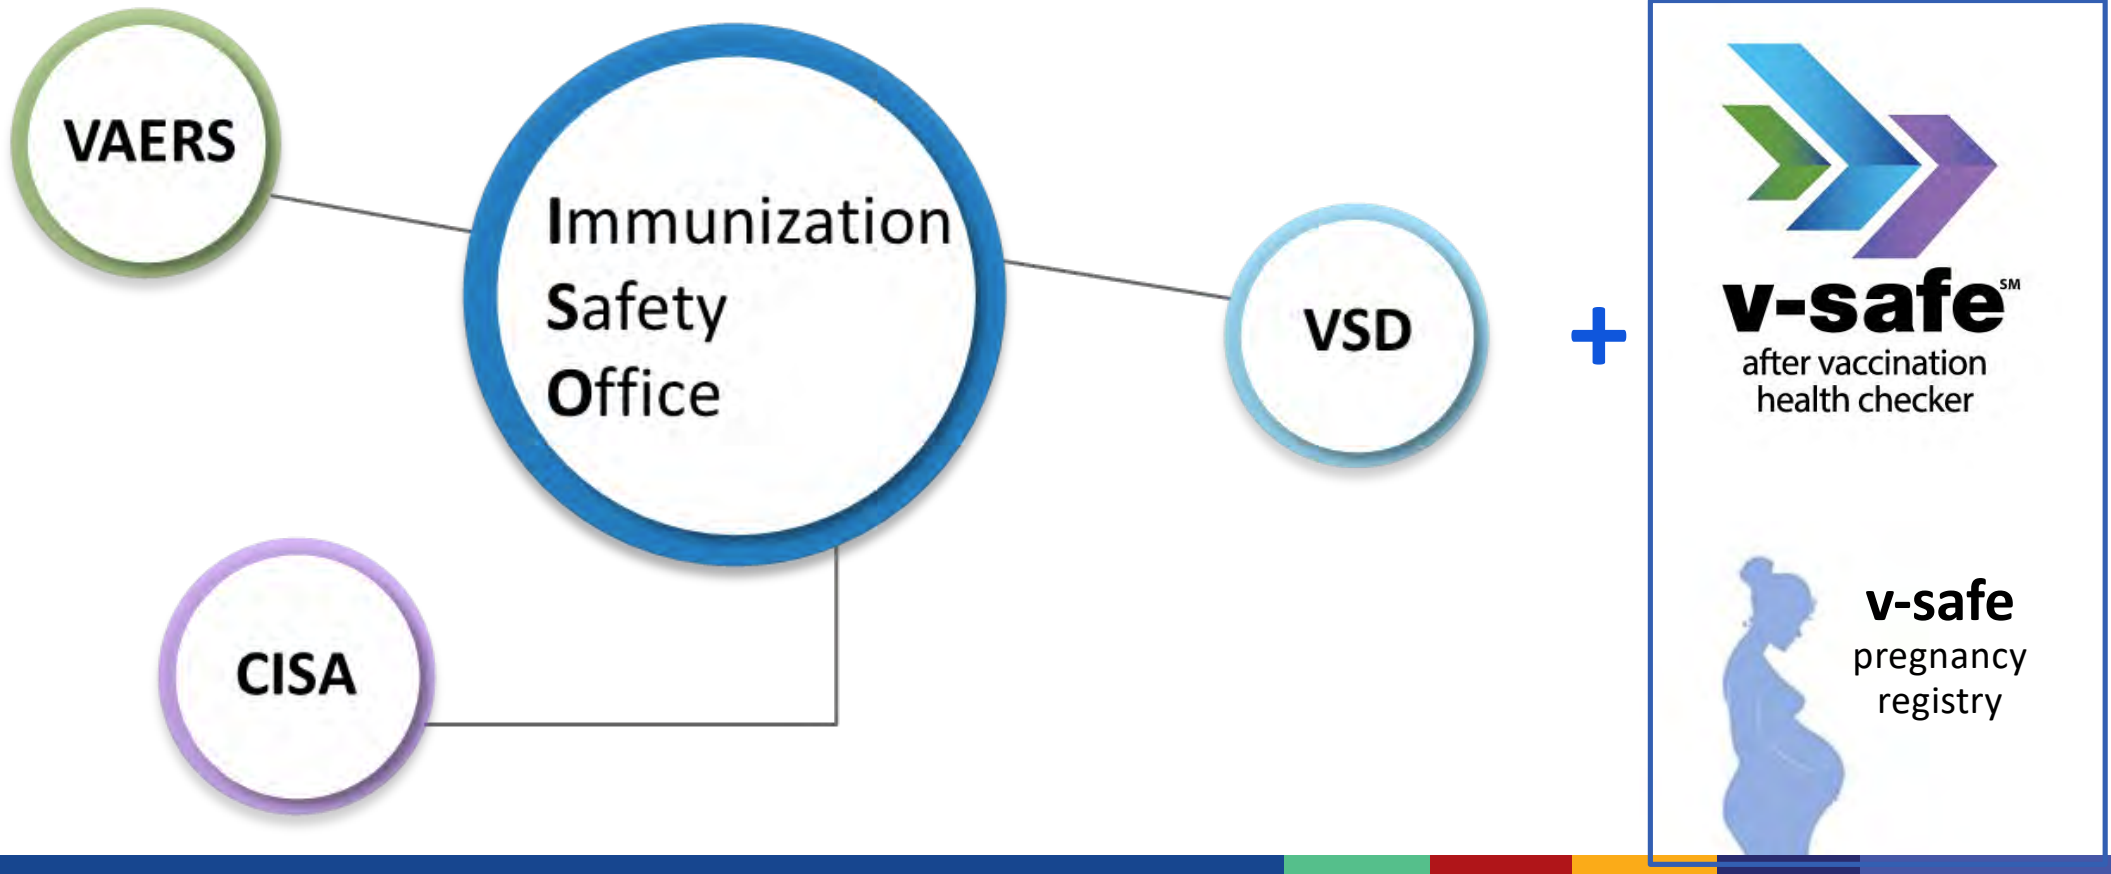 VAERS
Immunization
Safety
Office
VSD
CISA
+
v-safe℠
after vaccination
health checker
v-safe
pregnancy
registry